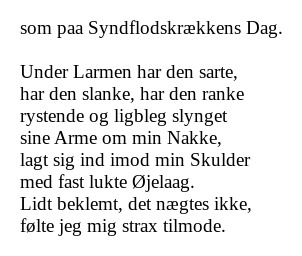 som paa Syndflodskrækkens Dag.

Under Larmen har den sarte,
har den slanke, har den ranke
rystende og ligbleg slynget
sine Arme om min Nakke,
lagt sig ind imod min Skulder
med fast lukte Øjelaag.
Lidt beklemt, det nægtes ikke,
følte jeg mig strax tilmode.